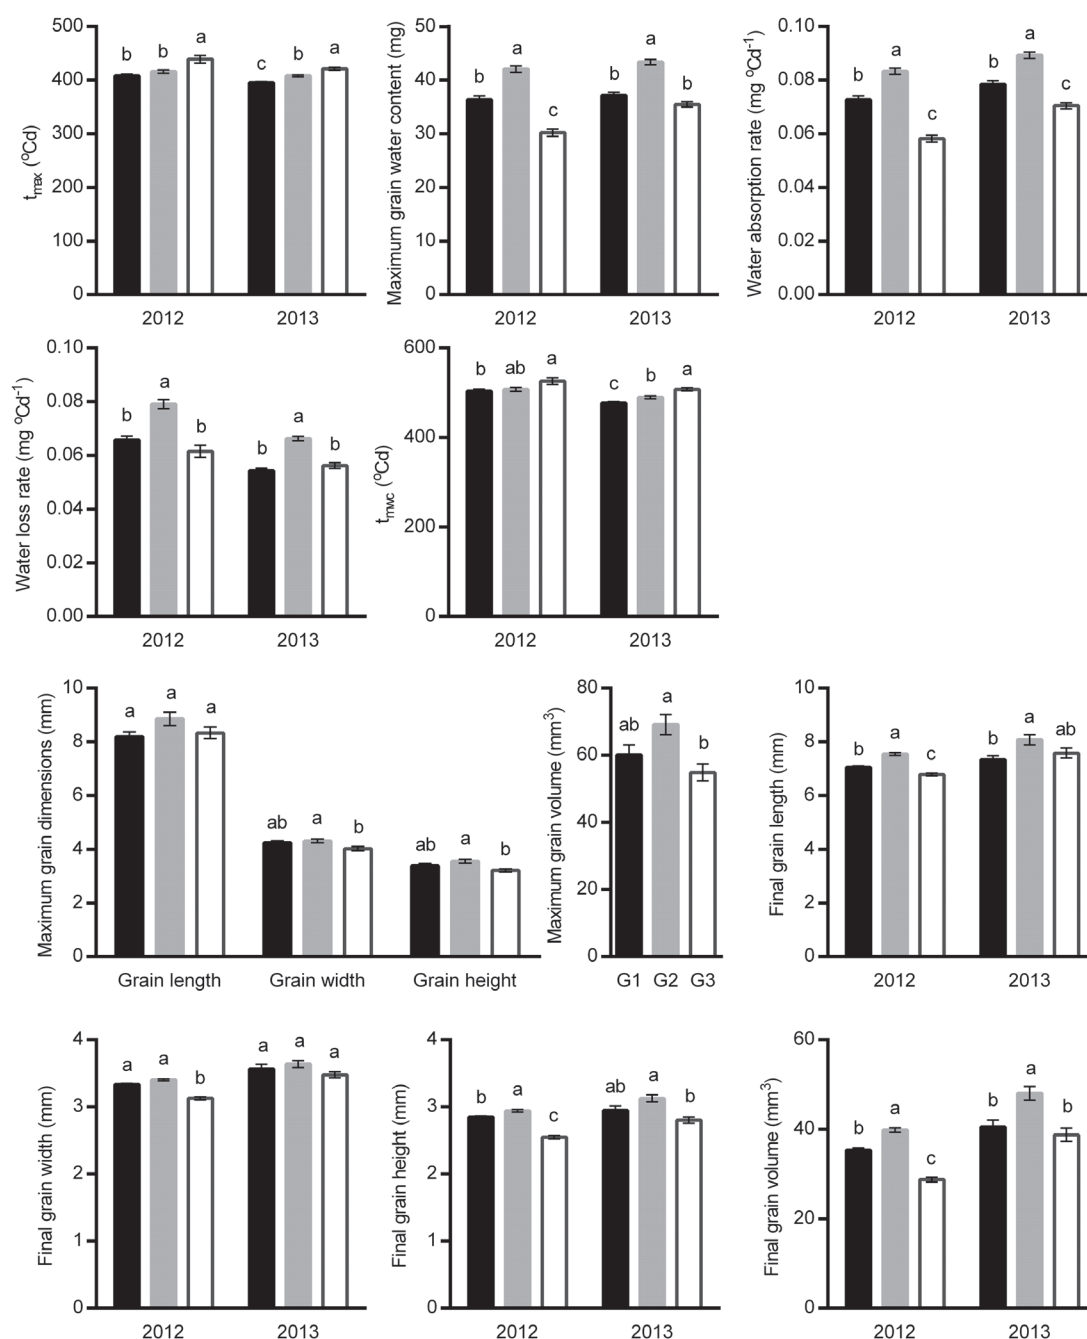 tmax (ºCd)
500
400
300
200
100
0
b b a c b a
2012 2013
Maximum grain water content (mg)
50
40
30
20
10
0
b a c b a b
2012 2013
Water absorption rate (mg ºCd-1)
0.10
0.08
0.06
0.04
0.02
0.00
b a c b a c
2012 2013
Water loss rate (mg ºCd-1)
0.10
0.08
0.06
0.04
0.02
0.00
b a b b a b
2012 2013
tmwc (ºCd)
600
400
200
0
b ab a c b a
2012 2013
Maximum grain dimensions (mm)
10
8
6
4
2
0
a a a ab a b ab a b
Grain length Grain width Grain height
Maximum grain volume (mm3)
80
60
40
20
0
ab a b
G1 G2 G3
Final grain length (mm)
10
8
6
4
2
0
b a c b a ab
2012 2013
Final grain width (mm)
4
3
2
1
0
a a b a a a
2012 2013
Final grain height (mm)
4
3
2
1
0
b a c ab a b
2012 2013
Final grain volume (mm3)
60
40
20
0
b a c b a b
2012 2013